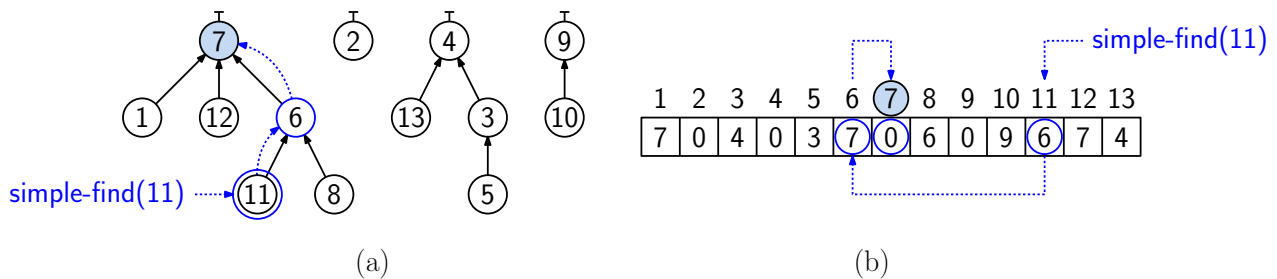 7 2 4 9
1 12 6 13 3 10
simple-find(11) 11 8 5
(a)
simple-find(11)
1 2 3 4 5 6 7 8 9 10 11 12 13
7 0 4 0 3 7 0 6 0 9 6 7 4
(b)